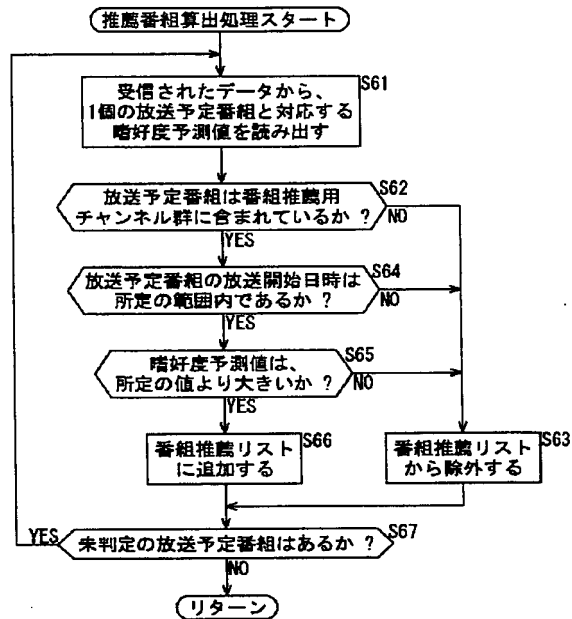 推薦番組算出処理スタート
S61
受信されたデータから、
1個の放送予定番組と対応する
嗜好度予測値を読み出す
S62
放送予定番組は番組推薦用
チャンネル群に含まれているか ?
NO
YES
S64
放送予定番組の放送開始日時は
所定の範囲内であるか ?
NO
YES
S65
嗜好度予測値は、
所定の値より大きいか ?
NO
YES
S66
番組推薦リスト
に追加する
S63
番組推薦リスト
から除外する
S67
YES
未判定の放送予定番組はあるか ?
NO
リターン